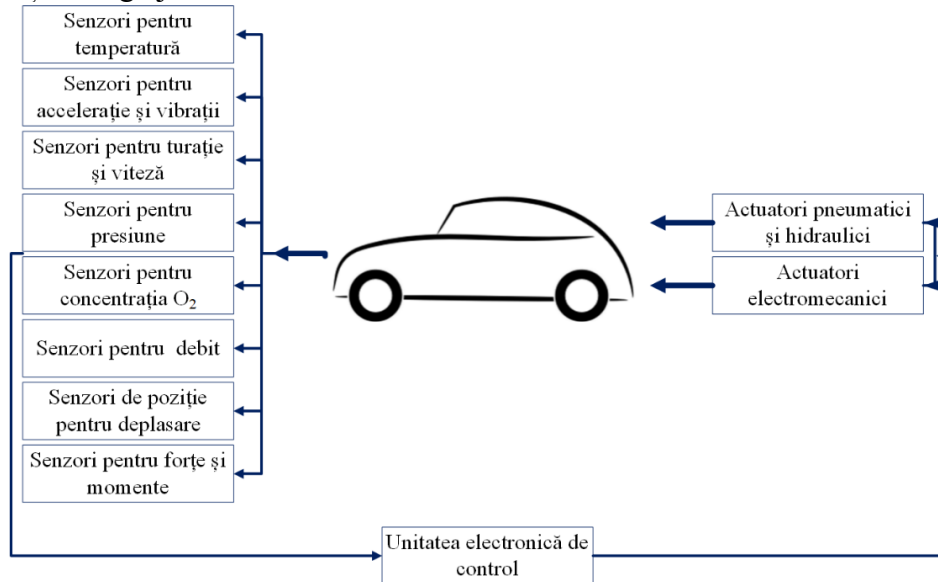 Senzori pentru
temperatură
Senzori pentru
accelerație și vibrații
Senzori pentru turație
și viteză
Senzori pentru
presiune
Senzori pentru
concentrația O₂
Senzori pentru debit
Senzori de poziție
pentru deplasare
Senzori pentru forțe și
momente
Actuatori pneumatici
și hidraulici
Actuatori
electromecanici
Unitatea electronică de
control